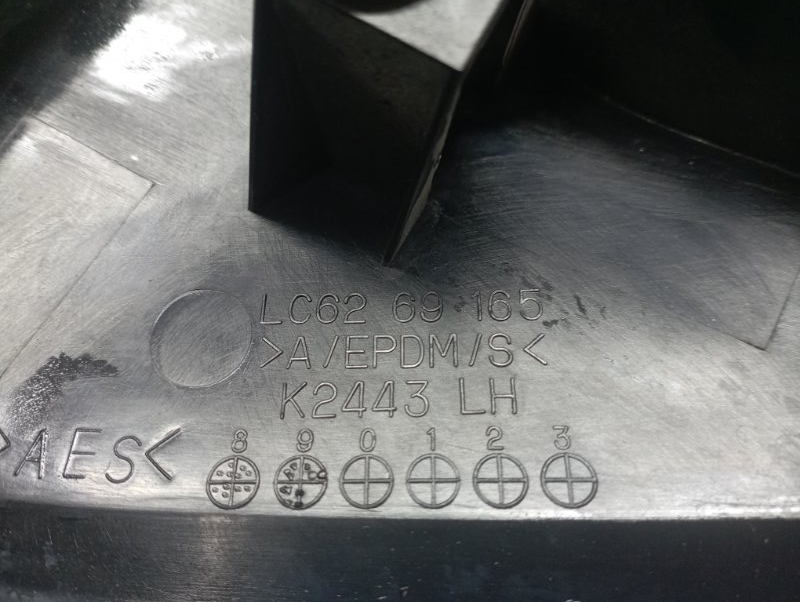 LC62 69 165
>A/EPDM/S<
K2443 LH
>AES<
8 9 0 1 2 3